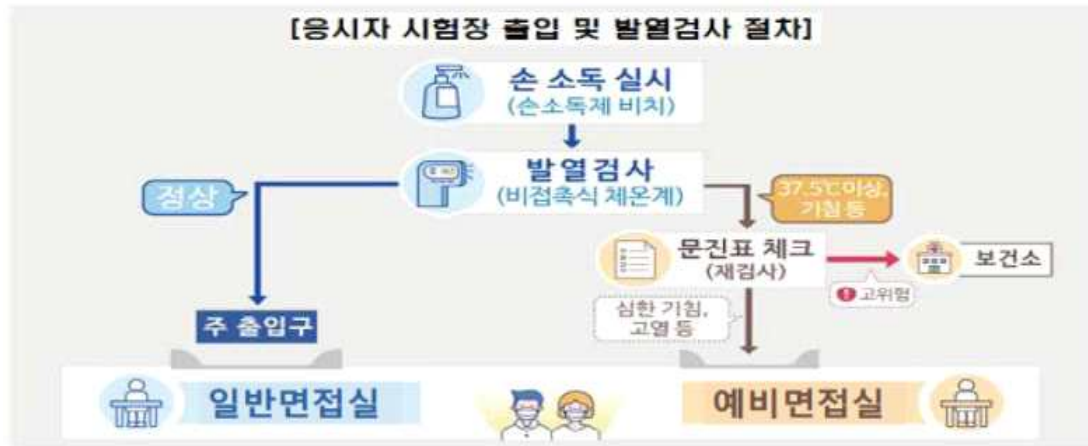 [응시자 시험장 출입 및 발열검사 절차]
손 소독 실시
(손소독제 비치)
발열검사
(비접촉식 체온계)
정상
37.5℃이상,
기침 등
문진표 체크
(재검사)
보건소
고위험
심한 기침,
고열 등
주 출입구
일반면접실
예비면접실